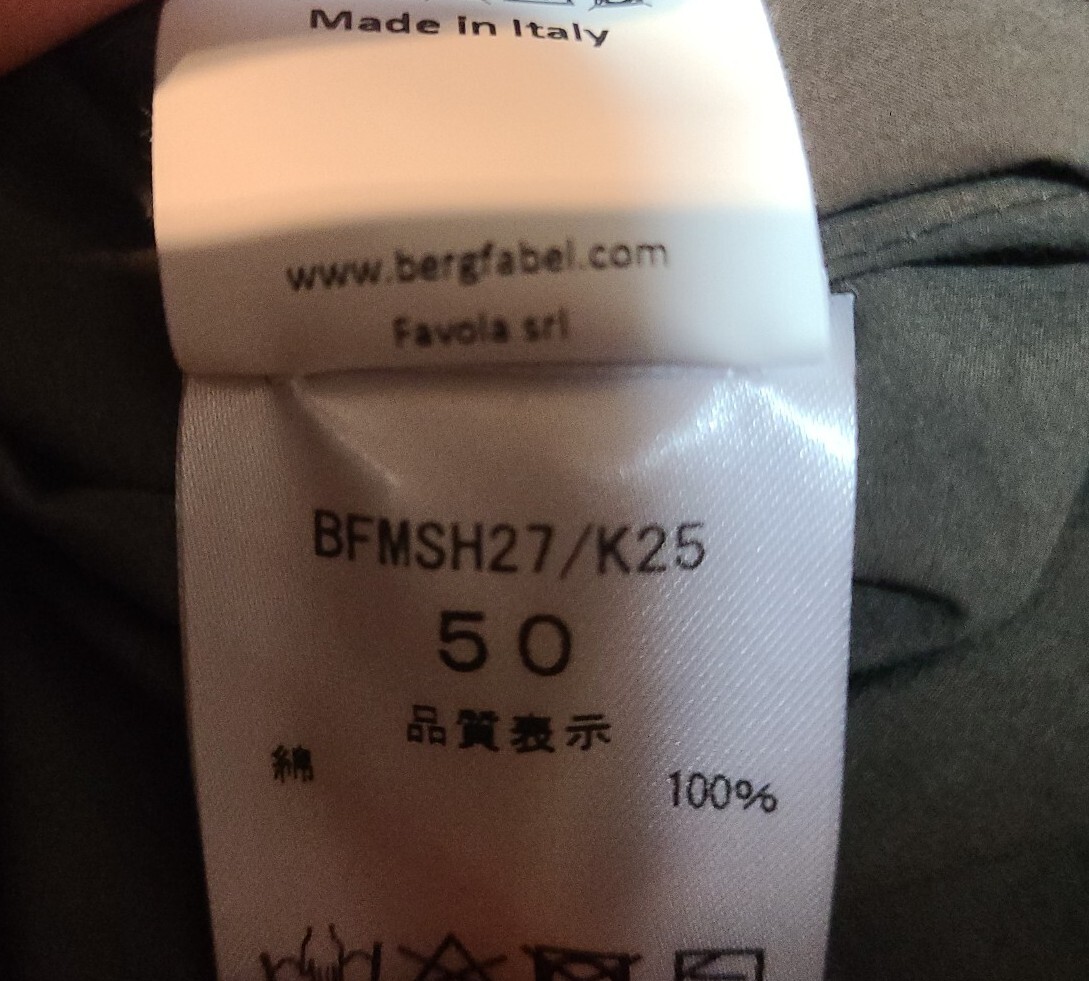 Made in Italy
www.bergfabel.com
Favola srl
BFMSH27/K25
50
品質表示
綿 100%